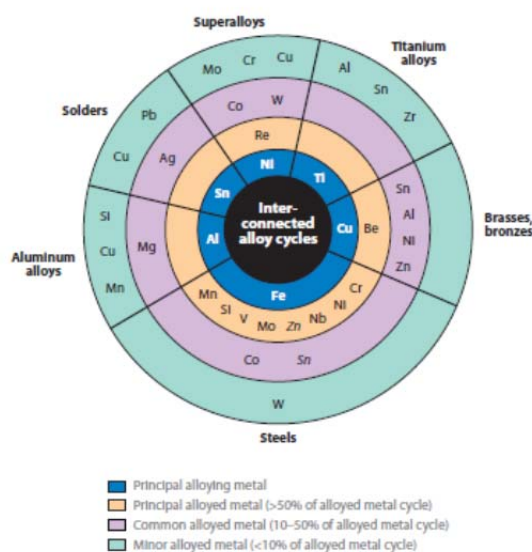 Superalloys
Titanium
alloys
Mo Cr Cu
Al
Sn
Zr
Solders
Pb
Cu
Co W
Ag
Re
Ni
Ti
Sn
Inter-
connected
alloy cycles
Cu
Be
Sn
Al
Ni
Zn
Brasses,
bronzes
Si
Cu
Mn
Mg
Al
Aluminum
alloys
Fe
Mn
Si
V
Mo
Zn
Nb
Ni
Cr
Co Sn
W
Steels
Principal alloying metal
Principal alloyed metal (>50% of alloyed metal cycle)
Common alloyed metal (10–50% of alloyed metal cycle)
Minor alloyed metal (<10% of alloyed metal cycle)